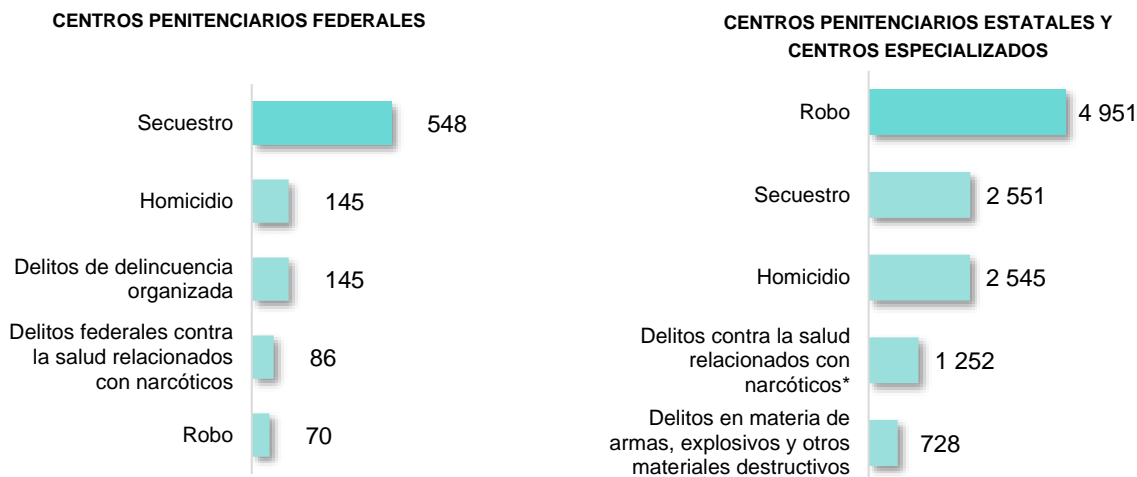 CENTROS PENITENCIARIOS FEDERALES
Secuestro
548
Homicidio
145
Delitos de delincuencia
organizada
145
Delitos federales contra
la salud relacionados
con narcóticos
86
Robo
70
CENTROS PENITENCIARIOS ESTATALES Y
CENTROS ESPECIALIZADOS
Robo
4 951
Secuestro
2 551
Homicidio
2 545
Delitos contra la salud
relacionados con
narcóticos*
1 252
Delitos en materia de
armas, explosivos y otros
materiales destructivos
728